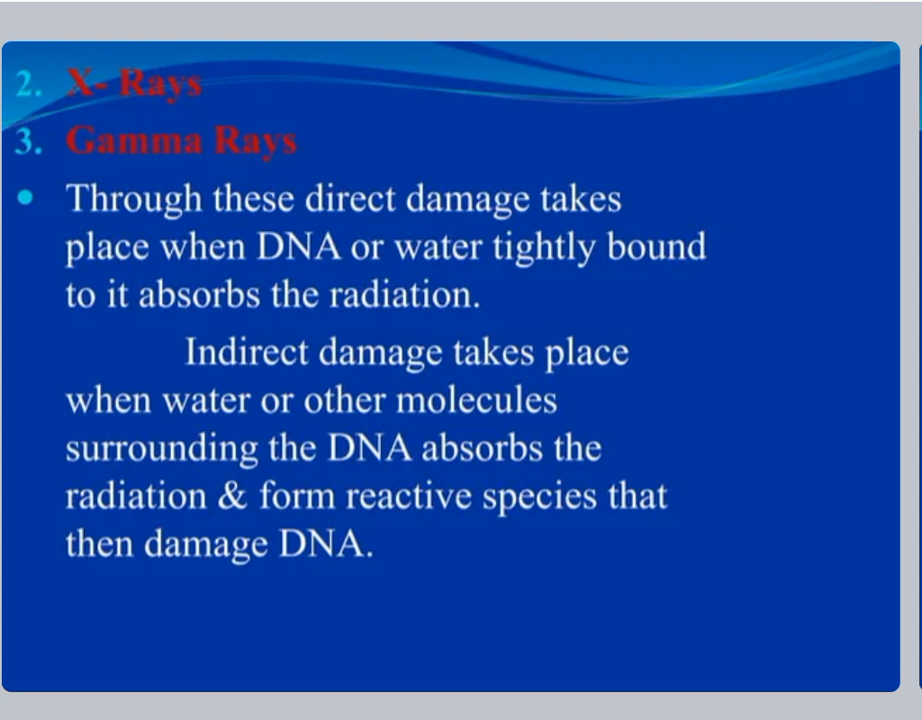 2. X- Rays
3. Gamma Rays
• Through these direct damage takes
place when DNA or water tightly bound
to it absorbs the radiation.
Indirect damage takes place
when water or other molecules
surrounding the DNA absorbs the
radiation & form reactive species that
then damage DNA.